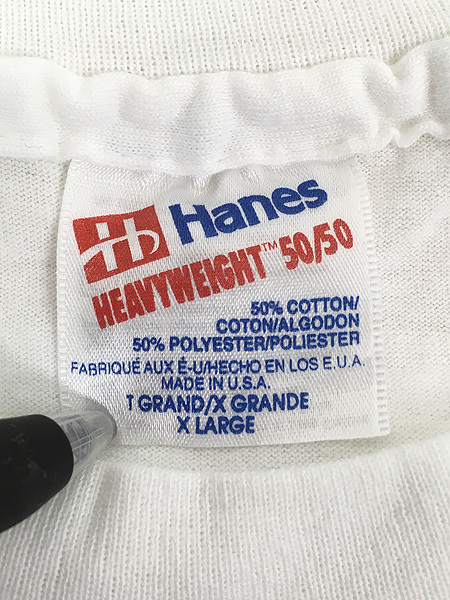 Hanes
HEAVYWEIGHT™ 50/50
50% COTTON/
COTON/ALGODON
50% POLYESTER/POLIESTER
FABRIQUÉ AUX É-U/HECHO EN LOS E.U.A.
MADE IN U.S.A.
T GRAND/X GRANDE
X LARGE